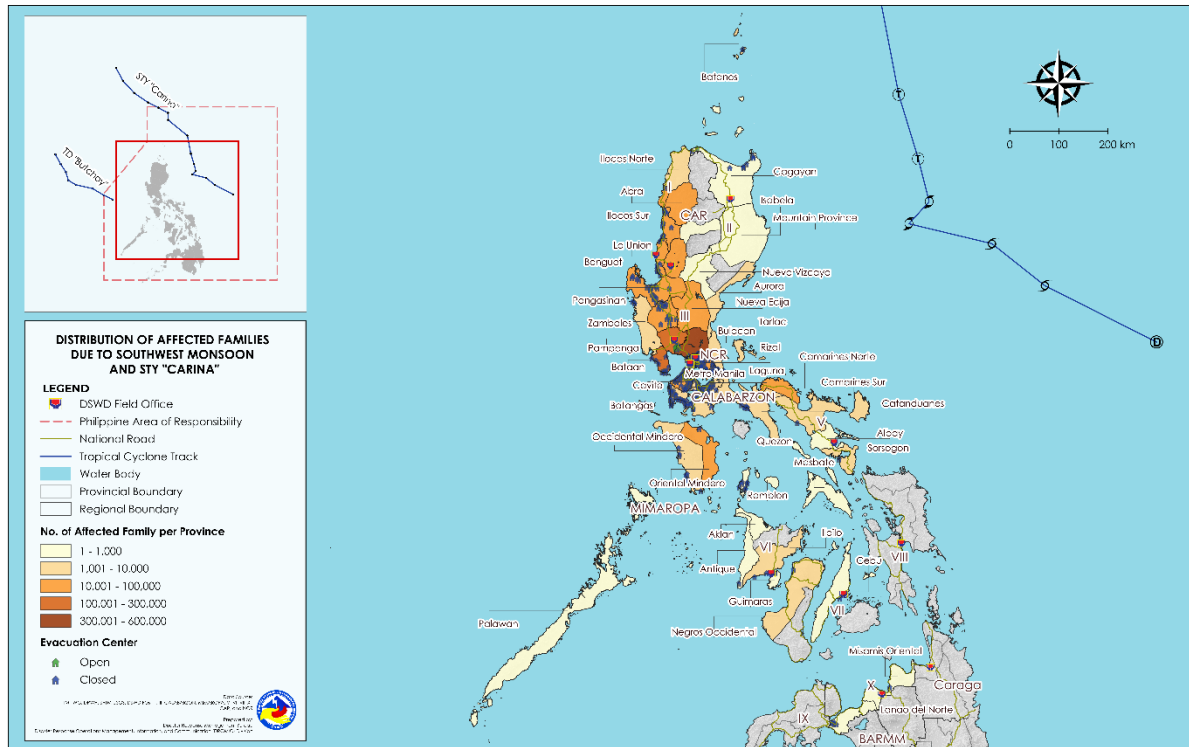 STY "Carina"
TD "Butchoy"
DISTRIBUTION OF AFFECTED FAMILIES
DUE TO SOUTHWEST MONSOON
AND STY "CARINA"
LEGEND
DSWD Field Office
Philippine Area of Responsibility
National Road
Tropical Cyclone Track
Water Body
Provincial Boundary
Regional Boundary
No. of Affected Family per Province
1 - 1,000
1,001 - 10,000
10,001 - 100,000
100,001 - 300,000
300,001 - 600,000
Evacuation Center
Open
Closed
Data Source:
Prepared by:
0 100 200 km
T
T
D
Batanes
Ilocos Norte
I
Cagayan
Abra
Isabela
Ilocos Sur
CAR
Mountain Province
II
La Union
Benguet
Nueva Vizcaya
Aurora
Pangasinan
Nueva Ecija
III
Zambales
Tarlac
Bulacan
Pampanga
Rizal
NCR
Bataan
Camarines Norte
Metro Manila
Laguna
Cavite
Camarines Sur
CALABARZON
Batangas
Catanduanes
V
Occidental Mindoro
Albay
Quezon
Sorsogon
Masbate
Oriental Mindoro
Romblon
MIMAROPA
Aklan
Iloilo
VI
Cebu
VIII
Antique
Guimaras
VII
Palawan
Negros Occidental
Misamis Oriental
X
Caraga
Lanao del Norte
IX
BARMM